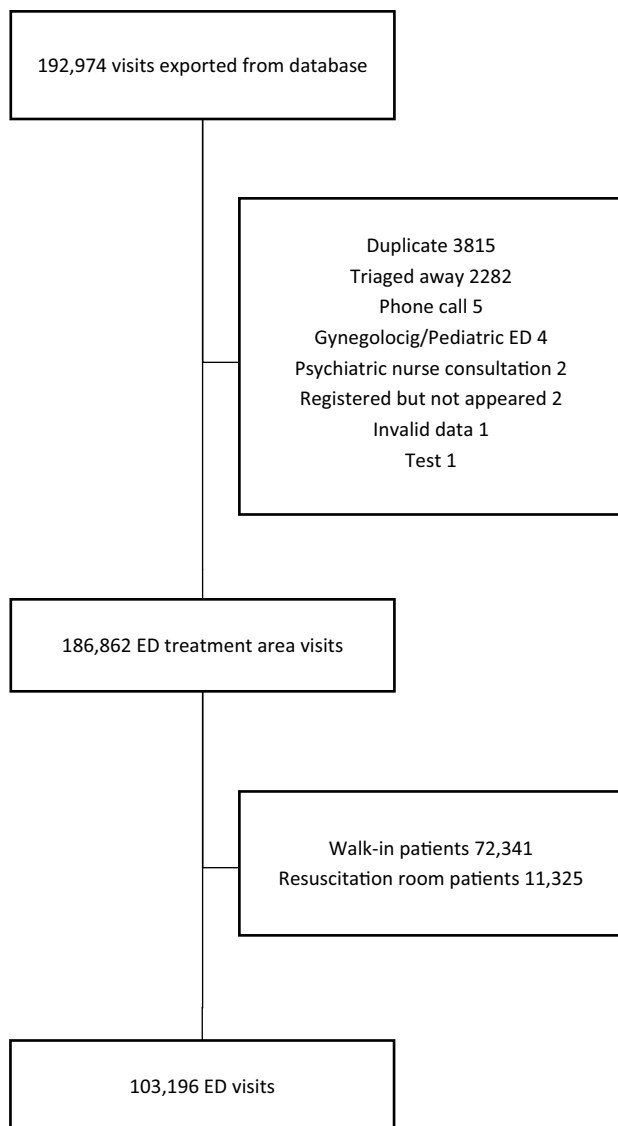 192,974 visits exported from database
Duplicate 3815
Triaged away 2282
Phone call 5
Gynegolocig/Pediatric ED 4
Psychiatric nurse consultation 2
Registered but not appeared 2
Invalid data 1
Test 1
186,862 ED treatment area visits
Walk-in patients 72,341
Resuscitation room patients 11,325
103,196 ED visits